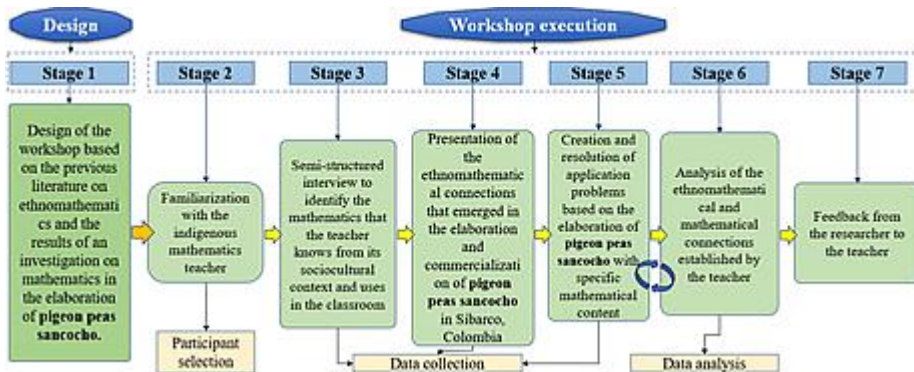 Design
Workshop execution
Stage 1
Stage 2
Stage 3
Stage 4
Stage 5
Stage 6
Stage 7
Design of the
workshop based
on the previous
literature on
ethnomathemati
cs and the
results of an
investigation on
mathematics in
the elaboration
of pigeon peas
sancocho.
Familiarization
with the
indigenous
mathematics
teacher
Semi-structured
interview to
identify the
mathematics that
the teacher
knows from its
sociocultural
context and uses
in the classroom
Presentation of
the
ethnomathematic
al connections
that emerged in
the elaboration
and
commercializati
on of pigeon
peas sancocho
in Sibarco,
Colombia
Creation and
resolution of
application
problems
based on the
elaboration of
pigeon peas
sancocho with
specific
mathematical
content
Analysis of the
ethnomathemati
cal and
mathematical
connections
established by
the teacher
Feedback from
the researcher to
the teacher
Participant
selection
Data collection
Data analysis